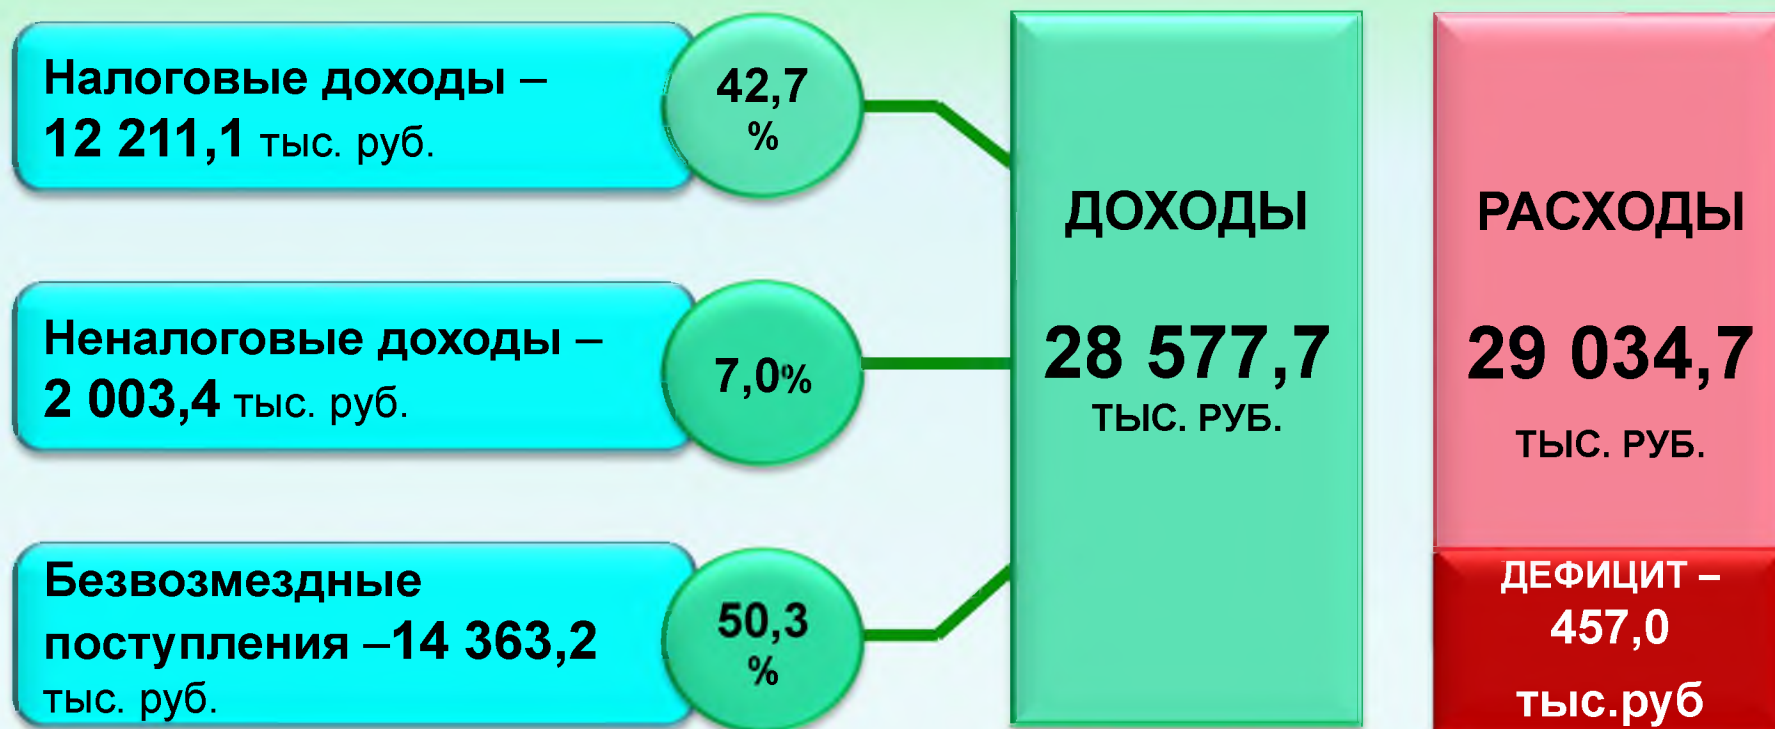 Налоговые доходы –
12 211,1 тыс. руб.
42,7
%
Неналоговые доходы –
2 003,4 тыс. руб.
7,0%
Безвозмездные
поступления –14 363,2
тыс. руб.
50,3
%
ДОХОДЫ
28 577,7
ТЫС. РУБ.
РАСХОДЫ
29 034,7
ТЫС. РУБ.
ДЕФИЦИТ –
457,0
тыс.руб